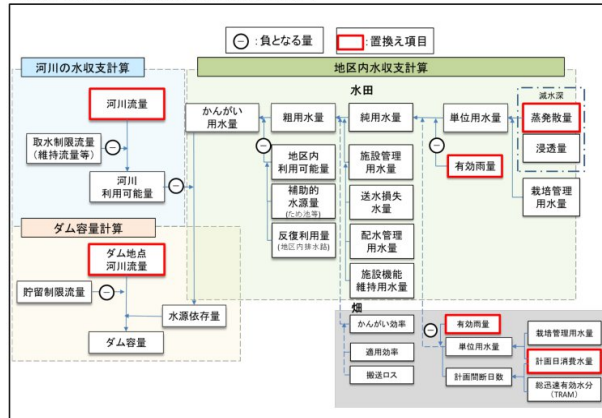 ⊖:負となる量
:置換え項目
河川の水収支計算
地区内水収支計算
河川流量
取水制限流量
(維持流量等)
河川
利用可能量
ダム容量計算
ダム地点
河川流量
貯留制限流量
水源依存量
ダム容量
水田
減水深
かんがい
用水量
粗用水量
純用水量
単位用水量
蒸発散量
浸透量
有効雨量
栽培管理
用水量
地区内
利用可能量
補助的
水源量
(ため池等)
反復利用量
(地区内排水路)
施設管理
用水量
送水損失
水量
配水管理
用水量
施設機能
維持用水量
畑
かんがい効率
適用効率
搬送ロス
有効雨量
単位用水量
計画間断日数
栽培管理用水量
計画日消費水量
総迅速有効水分
(TRAM)